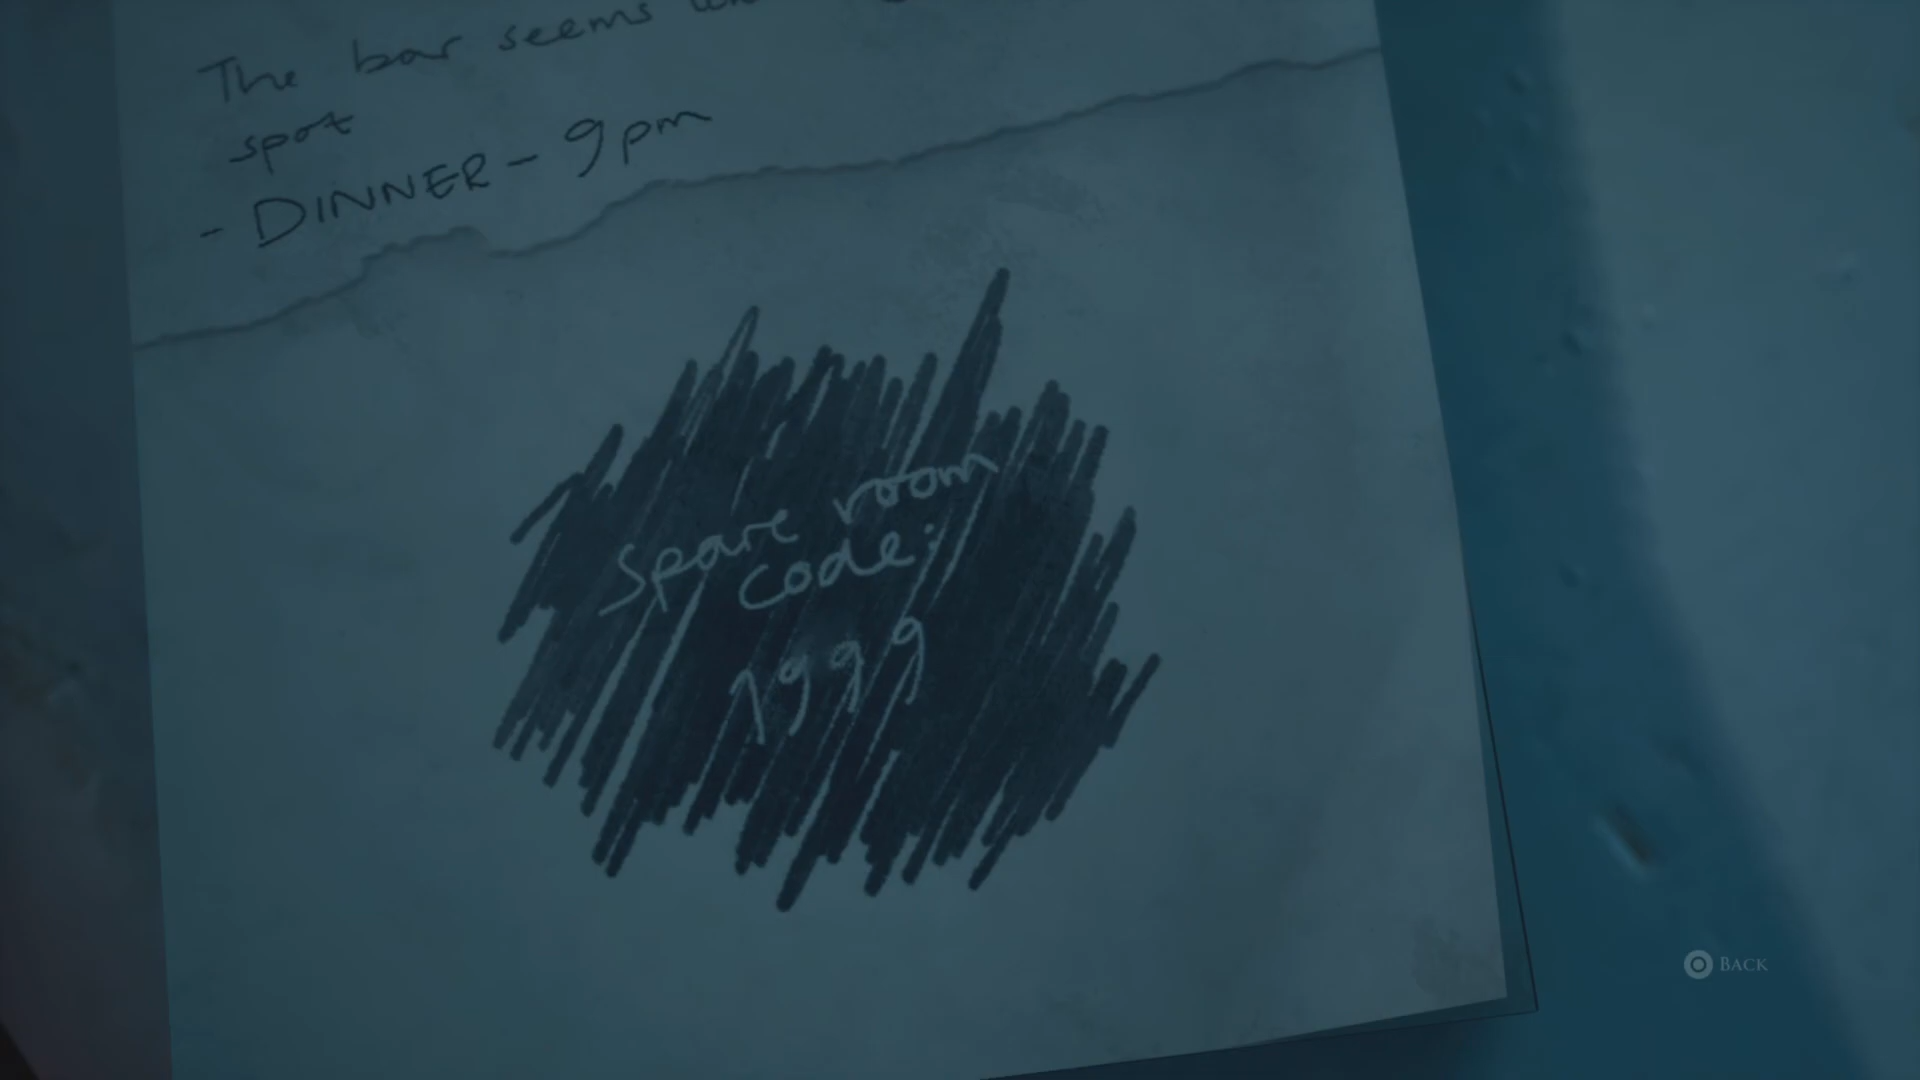 The bar seems
spot
- DINNER - 9pm
Spare room
code:
1999
BACK